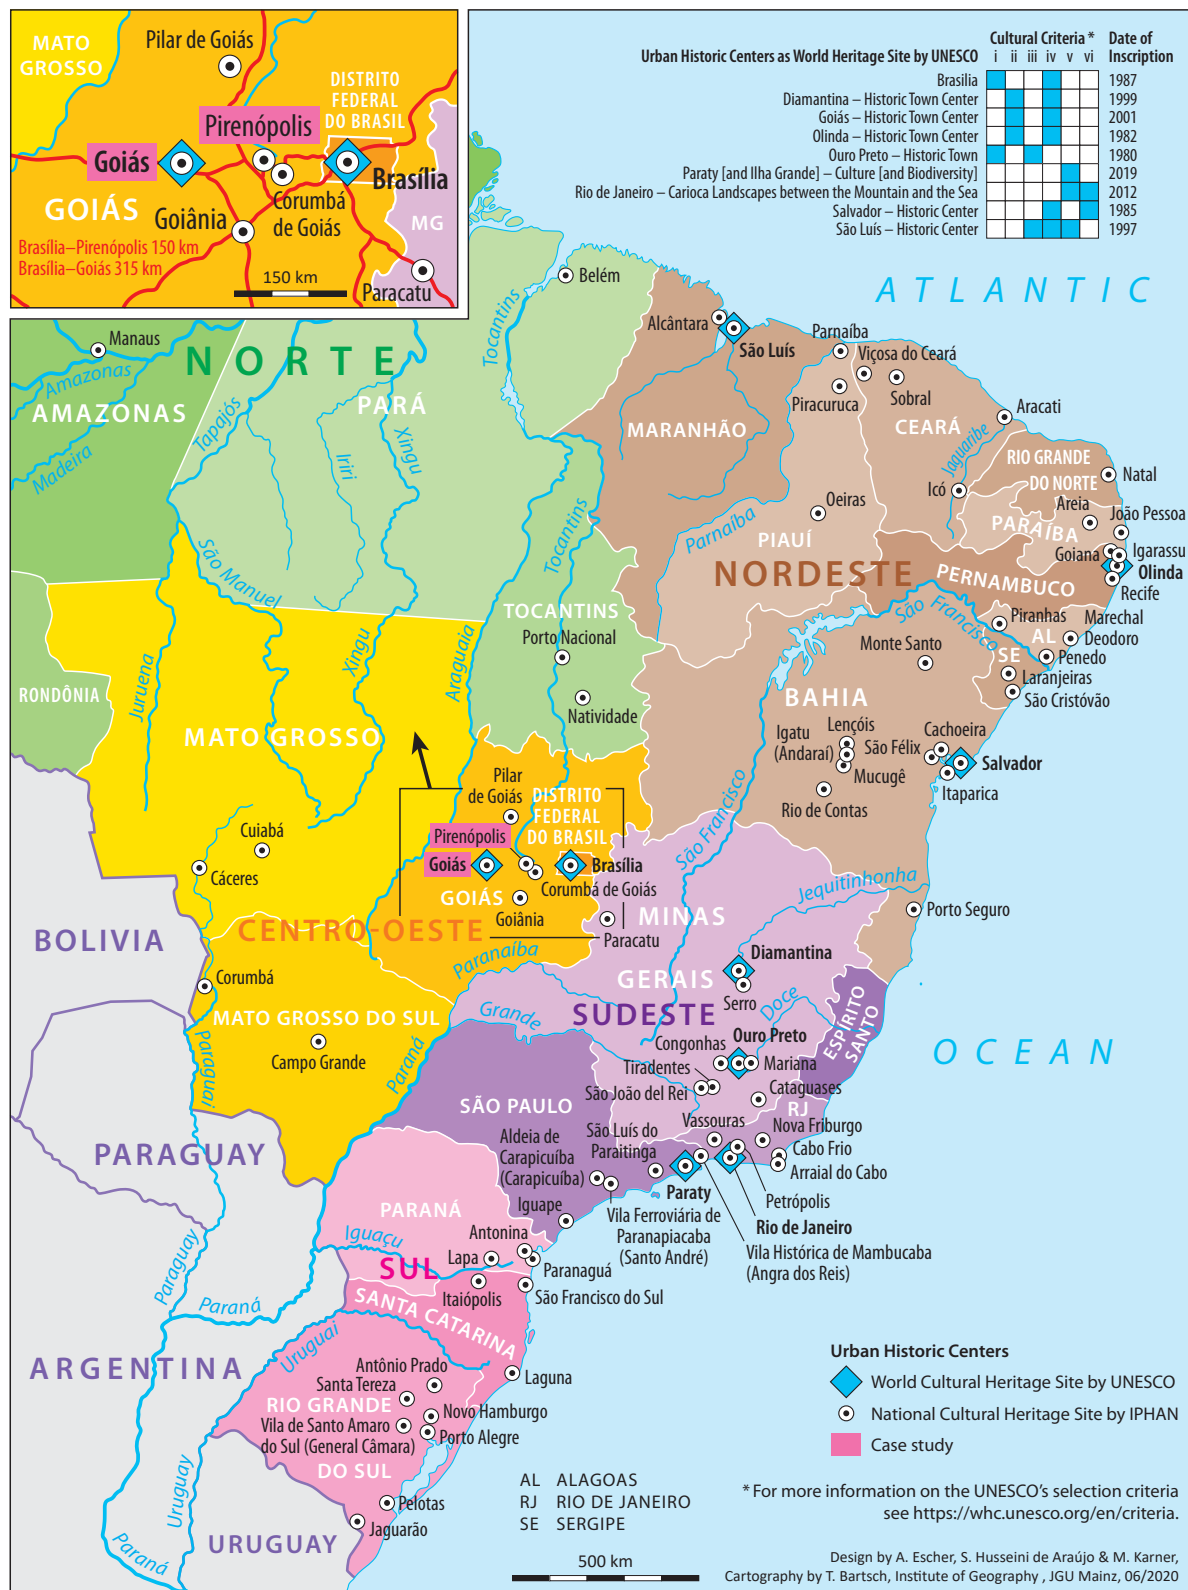 MATO
GROSSO
Pilar de Goiás
DISTRITO
FEDERAL
DO BRASIL
Pirenópolis
Goiás
Brasília
GOIÁS
Goiânia
Corumbá
de Goiás
MG
Brasília–Pirenópolis 150 km
Brasília–Goiás 315 km
150 km
Paracatu
Cultural Criteria *
Date of
Urban Historic Centers as World Heritage Site by UNESCO
i ii iii iv v vi
Inscription
Brasilia 1987
Diamantina – Historic Town Center 1999
Goiás – Historic Town Center 2001
Olinda – Historic Town Center 1982
Ouro Preto – Historic Town 1980
Paraty [and Ilha Grande] – Culture [and Biodiversity] 2019
Rio de Janeiro – Carioca Landscapes between the Mountain and the Sea 2012
Salvador – Historic Center 1985
São Luís – Historic Center 1997
ATLANTIC
Belém
Tocantins
Manaus
NORTE
Amazonas
AMAZONAS
Madeira
Tapajós
PARÁ
Xingu
Iriri
Alcântara
São Luís
Parnaíba
Viçosa do Ceará
Piracuruca
Sobral
Aracati
MARANHÃO
CEARÁ
Jaguaribe
RIO GRANDE
DO NORTE
Natal
Icó
Areia
João Pessoa
PARAÍBA
Oeiras
Parnaíba
PIAUÍ
Goiana
Igarassu
Olinda
Recife
NORDESTE
PERNAMBUCO
Tocantins
São Manuel
TOCANTINS
Porto Nacional
Natividade
São Francisco
Piranhas
Marechal
Deodoro
AL
Penedo
SE
Laranjeiras
São Cristóvão
Monte Santo
BAHIA
RONDÔNIA
Juruena
Xingu
Araguaia
MATO GROSSO
Lençóis
Igatu
(Andaraí)
São Félix
Cachoeira
Salvador
Mucugê
Itaparica
Rio de Contas
Pilar
de Goiás
DISTRITO
FEDERAL
DO BRASIL
Pirenópolis
Goiás
Brasília
Corumbá de Goiás
GOIÁS
Goiânia
São Francisco
Cuiabá
Cáceres
Jequitinhonha
Porto Seguro
BOLIVIA
CENTRO-OESTE
MINAS
Paracatu
Paranaíba
Diamantina
GERAIS
Serro
Corumbá
MATO GROSSO DO SUL
Campo Grande
Paraguai
Grande
SUDESTE
Doce
ESPÍRITO
SANTO
Ouro Preto
Congonhas
Mariana
Tiradentes
São João del Rei
Cataguases
OCEAN
Paraná
SÃO PAULO
RJ
PARAGUAY
Vassouras
Nova Friburgo
São Luís do
Paraitinga
Cabo Frio
Aldeia de
Carapicuíba
(Carapicuíba)
Arraial do Cabo
Paraty
Petrópolis
Iguape
Rio de Janeiro
Vila Ferroviária de
Paranapiacaba
(Santo André)
Vila Histórica de Mambucaba
(Angra dos Reis)
PARANÁ
Iguaçu
Antonina
Lapa
Paranaguá
SUL
Itaiópolis
São Francisco do Sul
SANTA CATARINA
Paraguay
Paraná
Uruguai
ARGENTINA
Laguna
Antônio Prado
Santa Tereza
RIO GRANDE
Novo Hamburgo
Vila de Santo Amaro
do Sul (General Câmara)
Porto Alegre
DO SUL
Pelotas
Jaguarão
Uruguay
URUGUAY
Paraná
Urban Historic Centers
World Cultural Heritage Site by UNESCO
National Cultural Heritage Site by IPHAN
Case study
AL ALAGOAS
RJ RIO DE JANEIRO
SE SERGIPE
* For more information on the UNESCO’s selection criteria
see https://whc.unesco.org/en/criteria.
500 km
Design by A. Escher, S. Husseini de Araújo & M. Karner,
Cartography by T. Bartsch, Institute of Geography , JGU Mainz, 06/2020